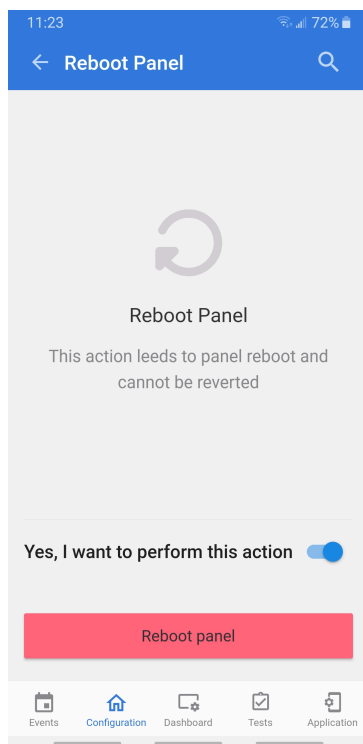 11:23 72%
Reboot Panel
Reboot Panel
This action leeds to panel reboot and
cannot be reverted
Yes, I want to perform this action
Reboot panel
Events Configuration Dashboard Tests Application